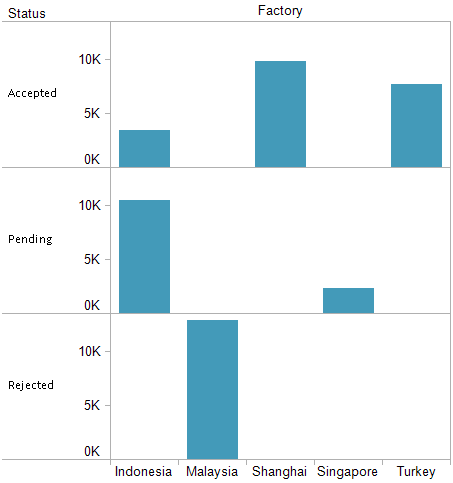 Status
Factory
10K
Accepted
5K
0K
10K
Pending
5K
0K
10K
Rejected
5K
0K
Indonesia Malaysia Shanghai Singapore Turkey